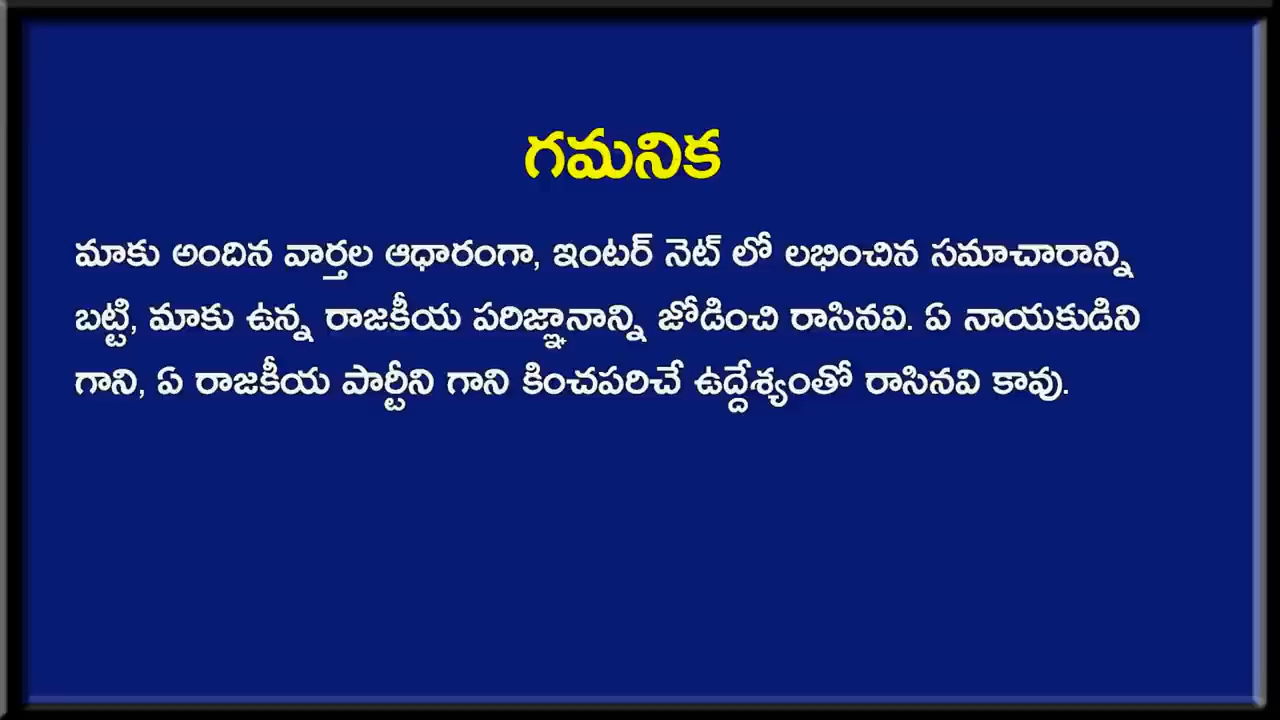 గమనిక
మాకు అందిన వార్తల ఆధారంగా, ఇంటర్ నెట్ లో లభించిన సమాచారాన్ని
బట్టి, మాకు ఉన్న రాజకీయ పరిజ్ఞానాన్ని జోడించి రాసినవి. ఏ నాయకుడిని
గాని, ఏ రాజకీయ పార్టీని గాని కించపరిచే ఉద్దేశ్యంతో రాసినవి కావు.